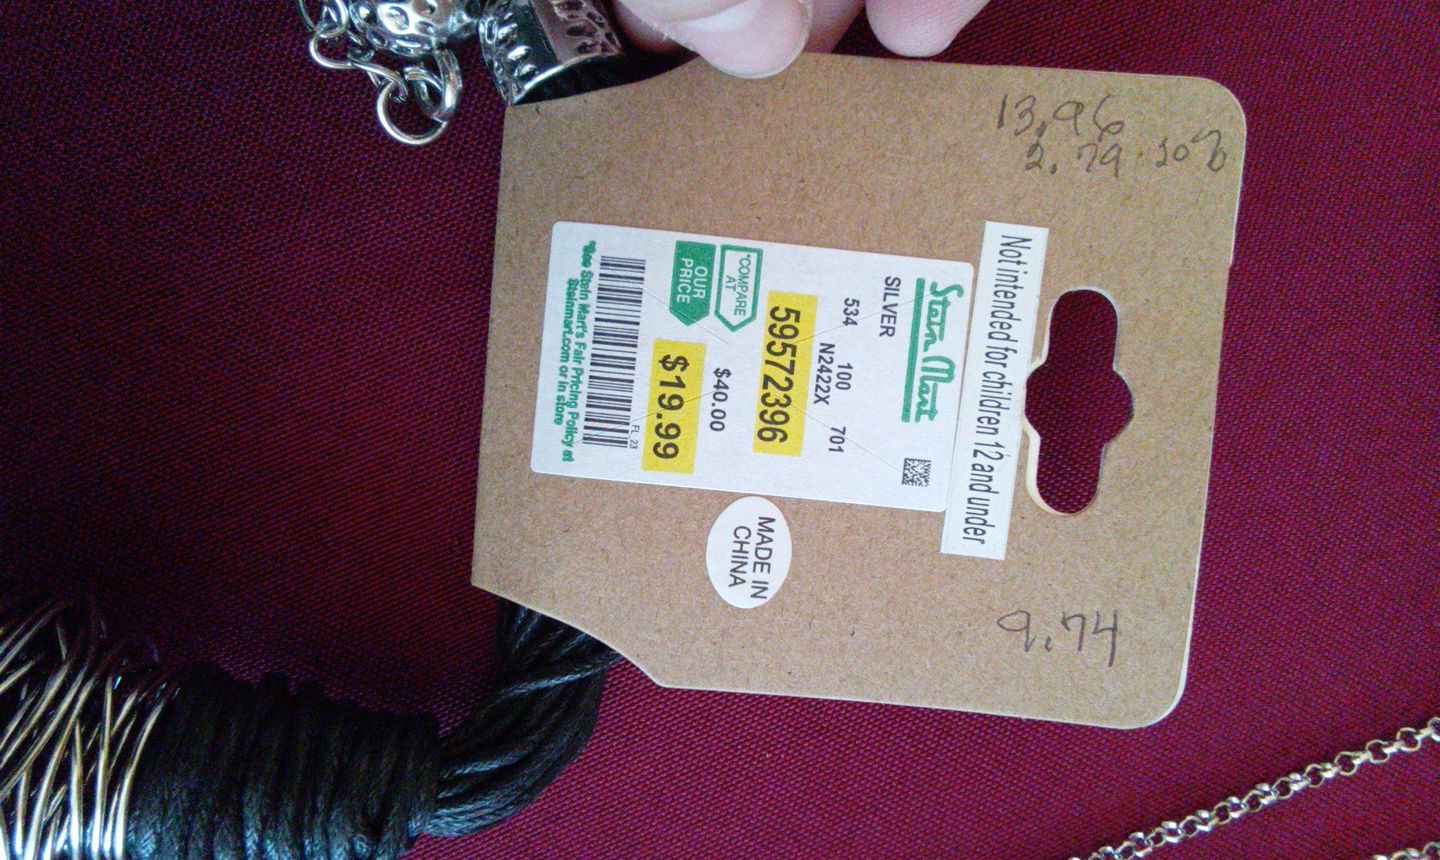 13.96
2.79 . 20%
Not intended for children 12 and under
Stein Mart
SILVER
534 100 701
N2422X
59572396
*COMPARE AT $40.00
OUR PRICE $19.99
FL 23
*See Stein Mart's Fair Pricing Policy at
Steinmart.com or in store
MADE IN
CHINA
9.74